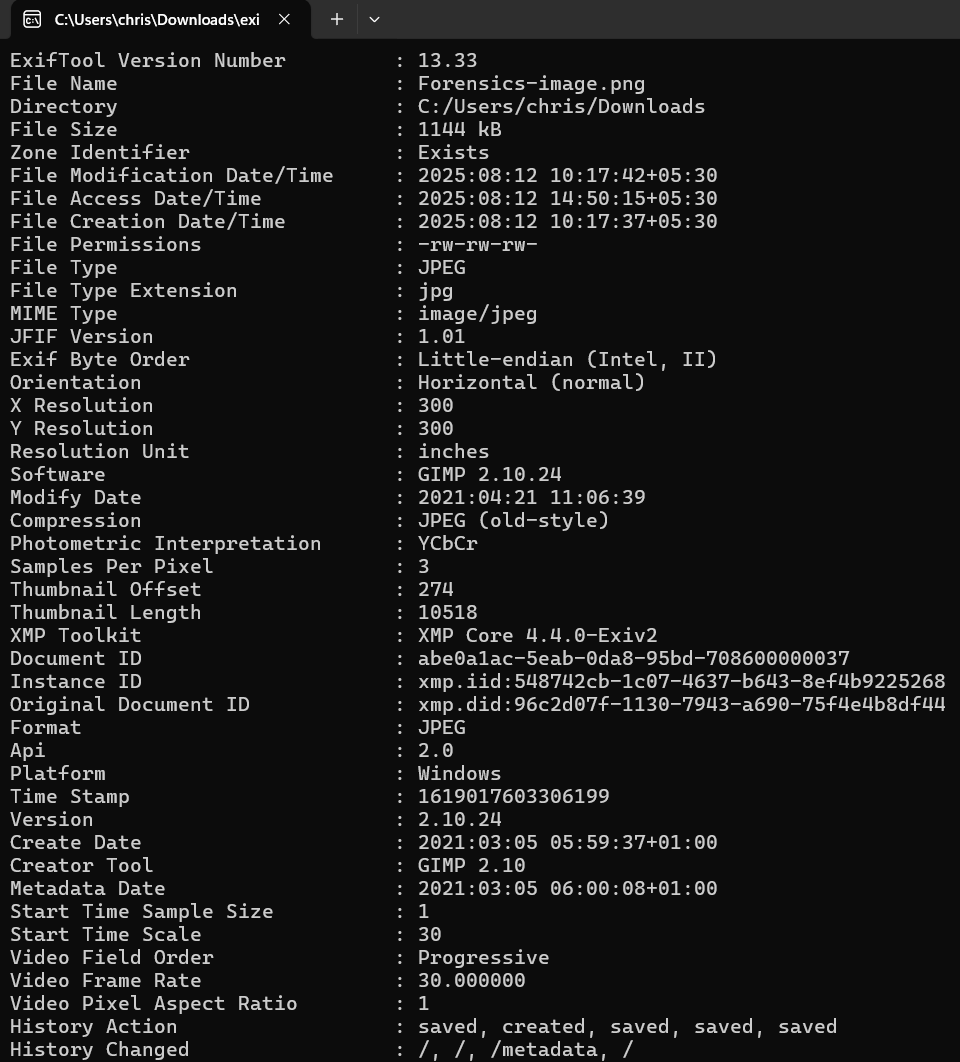 C:\Users\chris\Downloads\exi
ExifTool Version Number : 13.33
File Name : Forensics-image.png
Directory : C:/Users/chris/Downloads
File Size : 1144 kB
Zone Identifier : Exists
File Modification Date/Time : 2025:08:12 10:17:42+05:30
File Access Date/Time : 2025:08:12 14:50:15+05:30
File Creation Date/Time : 2025:08:12 10:17:37+05:30
File Permissions : -rw-rw-rw-
File Type : JPEG
File Type Extension : jpg
MIME Type : image/jpeg
JFIF Version : 1.01
Exif Byte Order : Little-endian (Intel, II)
Orientation : Horizontal (normal)
X Resolution : 300
Y Resolution : 300
Resolution Unit : inches
Software : GIMP 2.10.24
Modify Date : 2021:04:21 11:06:39
Compression : JPEG (old-style)
Photometric Interpretation : YCbCr
Samples Per Pixel : 3
Thumbnail Offset : 274
Thumbnail Length : 10518
XMP Toolkit : XMP Core 4.4.0-Exiv2
Document ID : abe0a1ac-5eab-0da8-95bd-708600000037
Instance ID : xmp.iid:548742cb-1c07-4637-b643-8ef4b9225268
Original Document ID : xmp.did:96c2d07f-1130-7943-a690-75f4e4b8df44
Format : JPEG
Api : 2.0
Platform : Windows
Time Stamp : 1619017603306199
Version : 2.10.24
Create Date : 2021:03:05 05:59:37+01:00
Creator Tool : GIMP 2.10
Metadata Date : 2021:03:05 06:00:08+01:00
Start Time Sample Size : 1
Start Time Scale : 30
Video Field Order : Progressive
Video Frame Rate : 30.000000
Video Pixel Aspect Ratio : 1
History Action : saved, created, saved, saved, saved
History Changed : /, /, /metadata, /